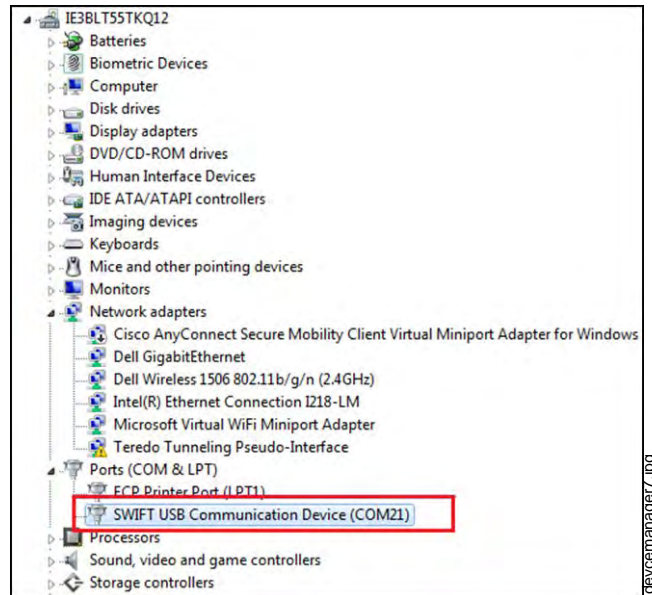 IE3BLT55TKQ12
Batteries
Biometric Devices
Computer
Disk drives
Display adapters
DVD/CD-ROM drives
Human Interface Devices
IDE ATA/ATAPI controllers
Imaging devices
Keyboards
Mice and other pointing devices
Monitors
Network adapters
Cisco AnyConnect Secure Mobility Client Virtual Miniport Adapter for Windows
Dell GigabitEthernet
Dell Wireless 1506 802.11b/g/n (2.4GHz)
Intel(R) Ethernet Connection I218-LM
Microsoft Virtual WiFi Miniport Adapter
Teredo Tunneling Pseudo-Interface
Ports (COM & LPT)
ECP Printer Port (LPT1)
SWIFT USB Communication Device (COM21)
Processors
Sound, video and game controllers
Storage controllers
devcemanager7.jpg